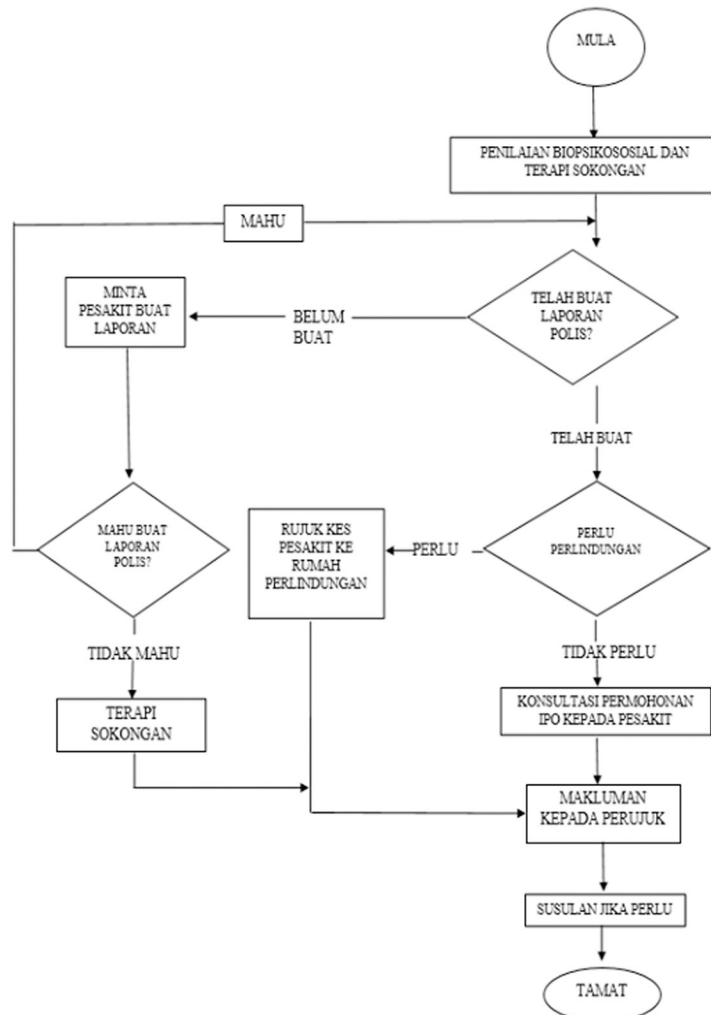 MULA
PENILAIAN BIOPSIKOSOSIAL DAN
TERAPI SOKONGAN
MAHU
TELAH BUAT
LAPORAN
POLIS?
BELUM
BUAT
MINTA
PESAKIT BUAT
LAPORAN
TELAH BUAT
MAHU BUAT
LAPORAN
POLIS?
PERLU
PERLINDUNGAN
PERLU
RUJUK KES
PESAKIT KE
RUMAH
PERLINDUNGAN
TIDAK MAHU
TIDAK PERLU
TERAPI
SOKONGAN
KONSULTASI PERMOHONAN
IPO KEPADA PESAKIT
MAKLUMAN
KEPADA PERUJUK
SUSULAN JIKA PERLU
TAMAT